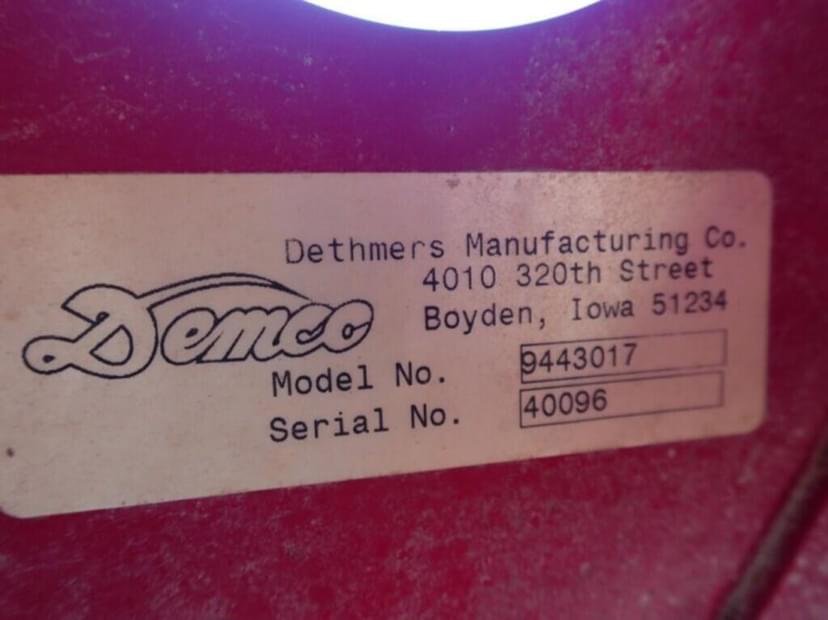 Dethmers Manufacturing Co.
4010 320th Street
Boyden, Iowa 51234
Demco
Model No. 9443017
Serial No. 40096